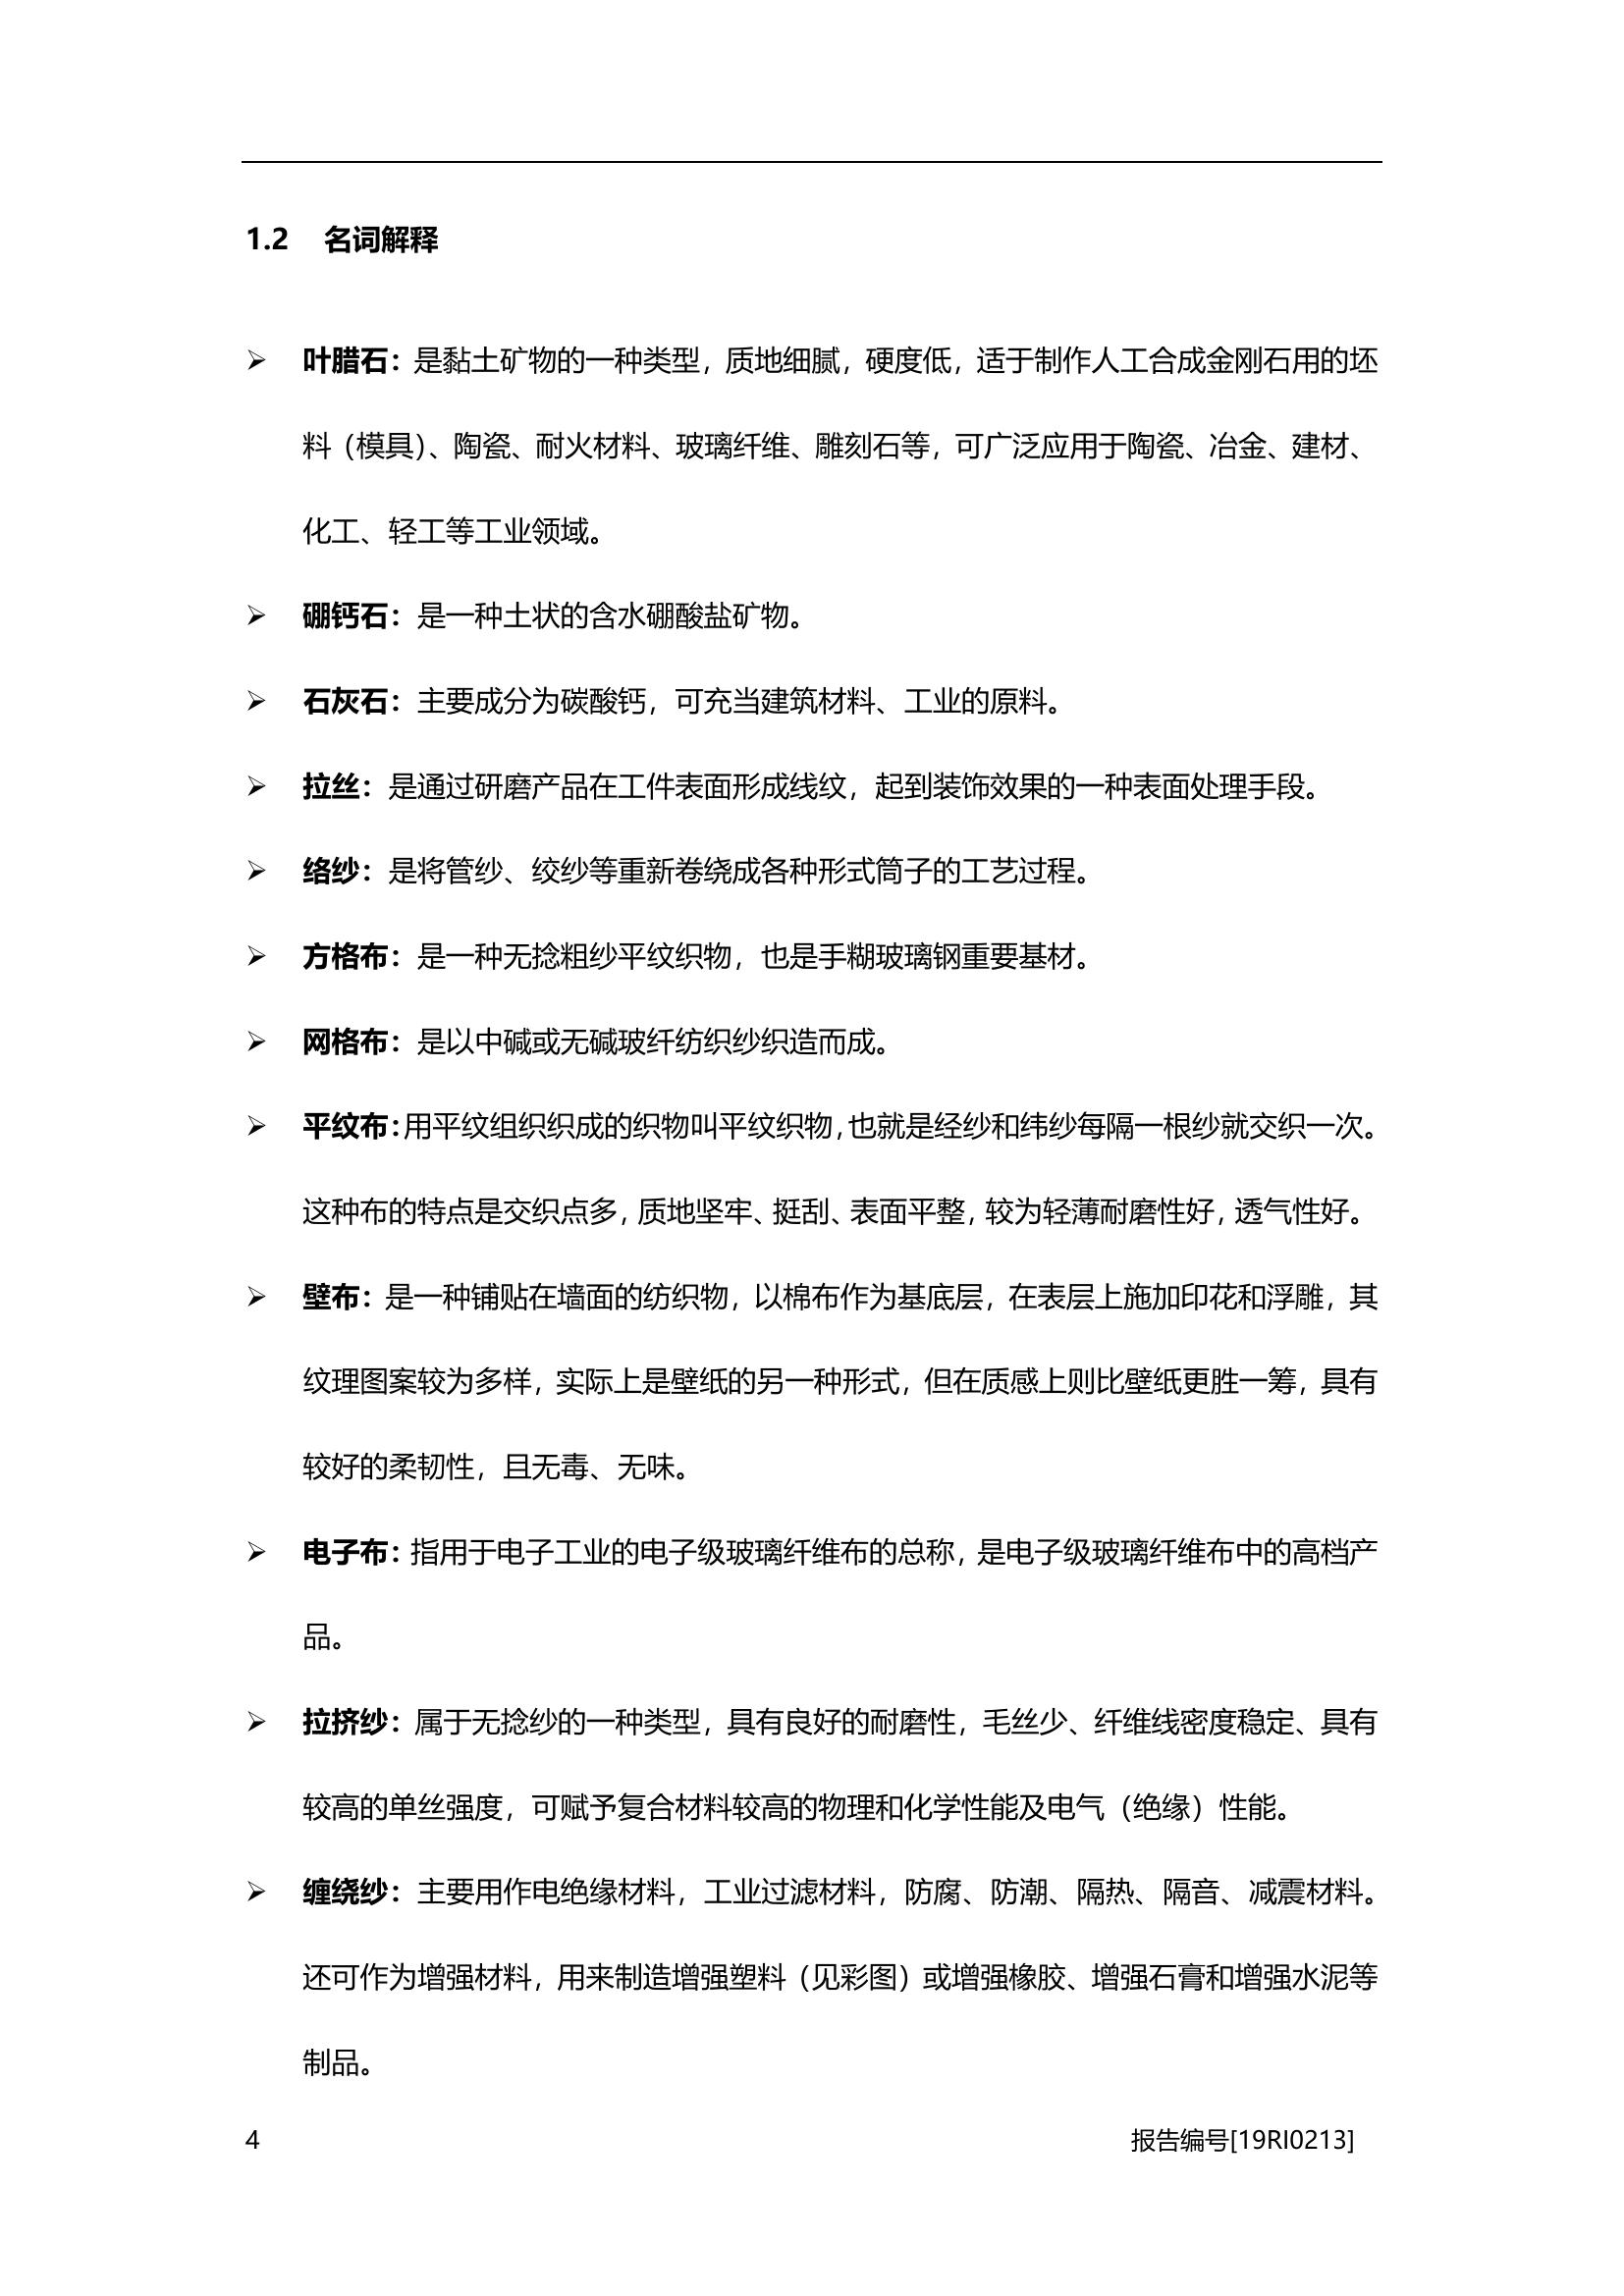 1.2 名词解释
➢ 叶腊石：是黏土矿物的一种类型，质地细腻，硬度低，适于制作人工合成金刚石用的坯
料（模具）、陶瓷、耐火材料、玻璃纤维、雕刻石等，可广泛应用于陶瓷、冶金、建材、
化工、轻工等工业领域。
➢ 硼钙石：是一种土状的含水硼酸盐矿物。
➢ 石灰石：主要成分为碳酸钙，可充当建筑材料、工业的原料。
➢ 拉丝：是通过研磨产品在工件表面形成线纹，起到装饰效果的一种表面处理手段。
➢ 络纱：是将管纱、绞纱等重新卷绕成各种形式筒子的工艺过程。
➢ 方格布：是一种无捻粗纱平纹织物，也是手糊玻璃钢重要基材。
➢ 网格布：是以中碱或无碱玻纤纺织纱织造而成。
➢ 平纹布：用平纹组织织成的织物叫平纹织物，也就是经纱和纬纱每隔一根纱就交织一次。
这种布的特点是交织点多，质地坚牢、挺刮、表面平整，较为轻薄耐磨性好，透气性好。
➢ 壁布：是一种铺贴在墙面的纺织物，以棉布作为基底层，在表层上施加印花和浮雕，其
纹理图案较为多样，实际上是壁纸的另一种形式，但在质感上则比壁纸更胜一筹，具有
较好的柔韧性，且无毒、无味。
➢ 电子布：指用于电子工业的电子级玻璃纤维布的总称，是电子级玻璃纤维布中的高档产
品。
➢ 拉挤纱：属于无捻纱的一种类型，具有良好的耐磨性，毛丝少、纤维线密度稳定、具有
较高的单丝强度，可赋予复合材料较高的物理和化学性能及电气（绝缘）性能。
➢ 缠绕纱：主要用作电绝缘材料，工业过滤材料，防腐、防潮、隔热、隔音、减震材料。
还可作为增强材料，用来制造增强塑料（见彩图）或增强橡胶、增强石膏和增强水泥等
制品。
4 报告编号[19RI0213]